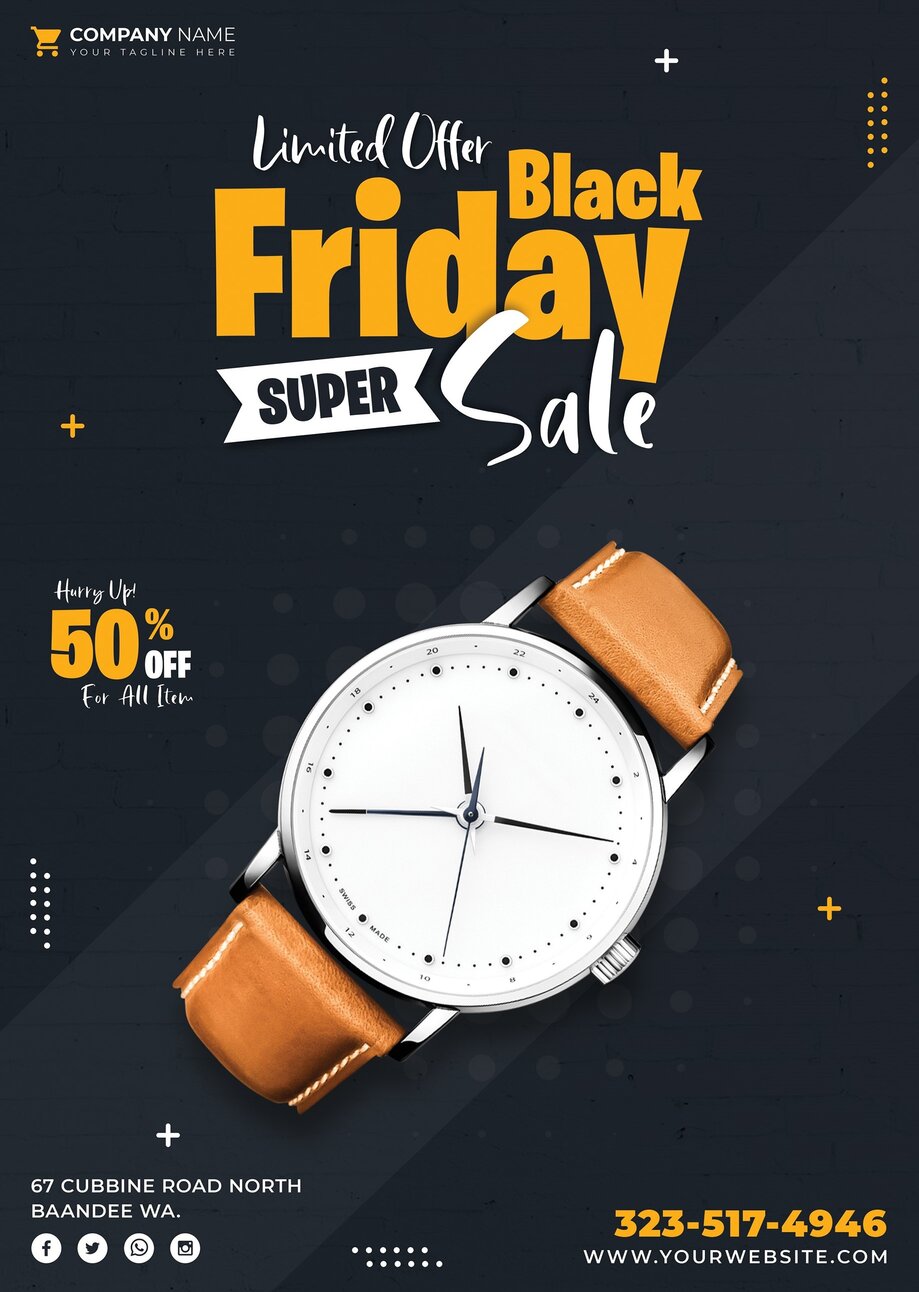 COMPANY NAME
YOUR TAGLINE HERE
Limited Offer
Black
Friday
SUPER
Sale
Hurry Up!
50%
OFF
For All Item
20
22
18
24
16
2
14
4
SWISS MADE
12
6
10
8
67 CUBBINE ROAD NORTH
BAANDEE WA.
323-517-4946
WWW.YOURWEBSITE.COM